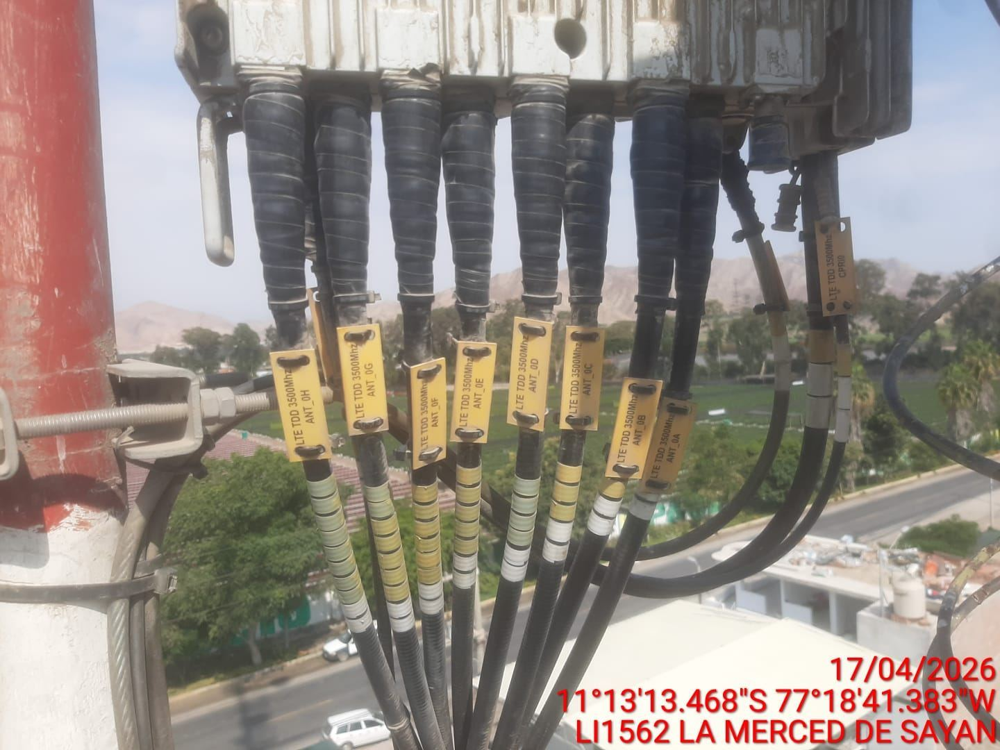 LTE TDD 3500Mhz
CPRI0
LTE TDD 3500Mhz
ANT_0H
LTE TDD 3500Mhz
ANT_0G
LTE TDD 3500Mhz
ANT_0F
LTE TDD 3500Mhz
ANT_0E
LTE TDD 3500Mhz
ANT_0D
LTE TDD 3500Mhz
ANT_0C
LTE TDD 3500Mhz
ANT_0B
LTE TDD 3500Mhz
ANT_0A
17/04/2026
11°13'13.468"S 77°18'41.383"W
LI1562 LA MERCED DE SAYAN